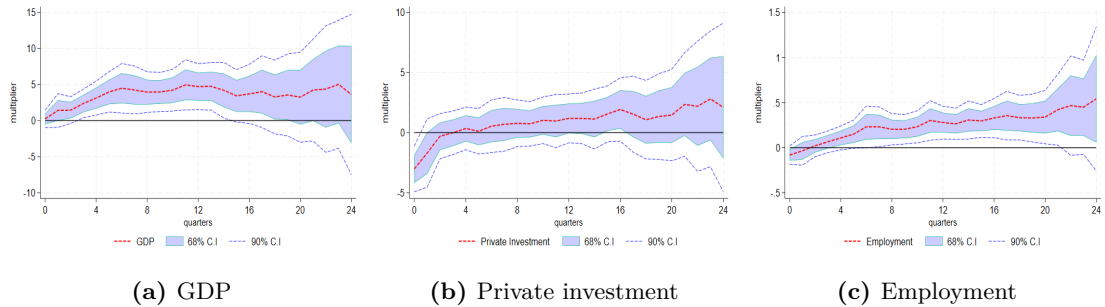 15
10
5
0
-5
-10
multiplier
0 4 8 12 16 20 24
quarters
GDP 68% C.I 90% C.I
(a) GDP
10
5
0
-5
multiplier
0 4 8 12 16 20 24
quarters
Private Investment 68% C.I 90% C.I
(b) Private investment
1.5
1
.5
0
-.5
multiplier
0 4 8 12 16 20 24
quarters
Employment 68% C.I 90% C.I
(c) Employment